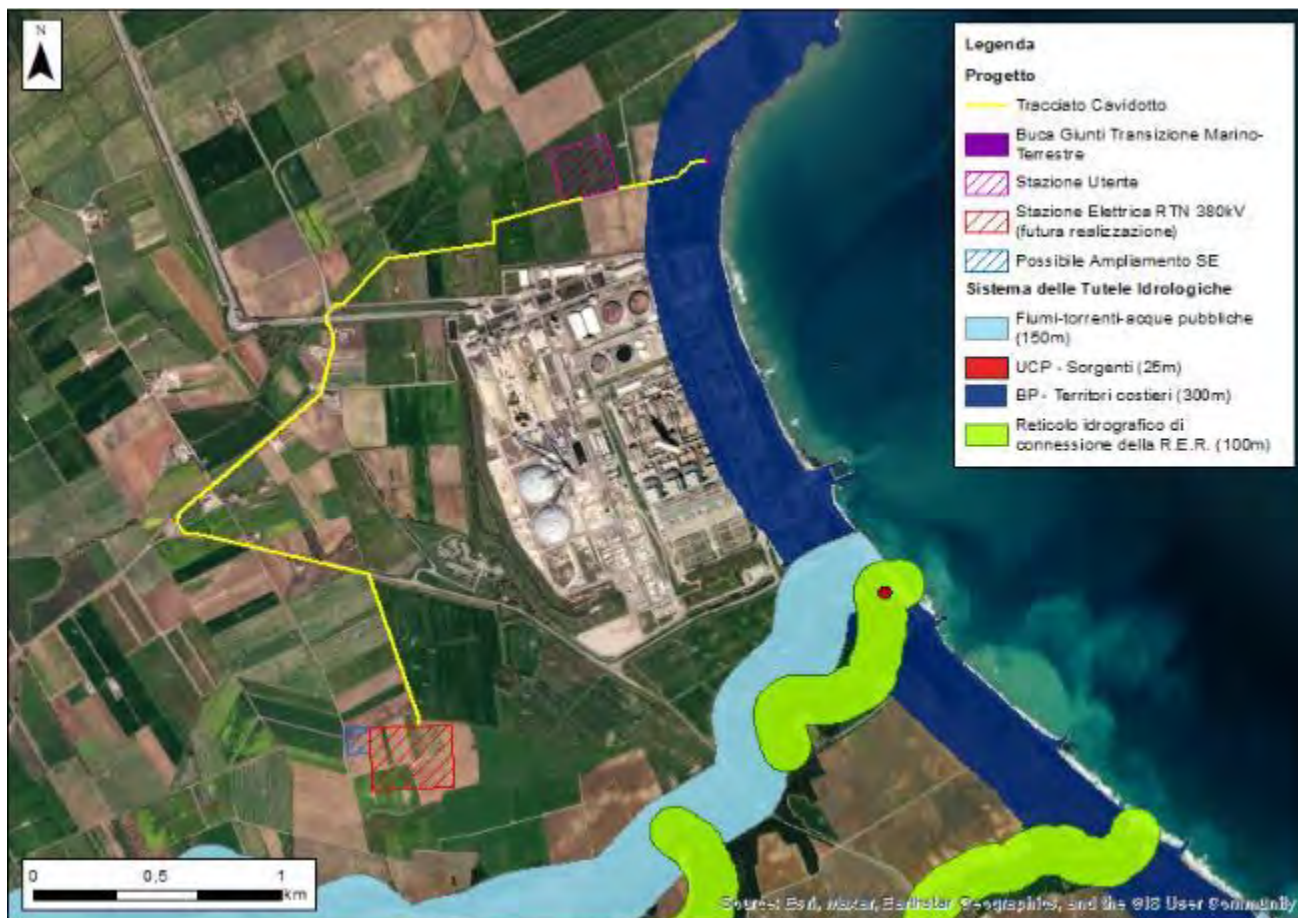 N
Legenda
Progetto
Tracciato Cavidotto
Buca Giunti Transizione Marino-
Terrestre
Stazione Utente
Stazione Elettrica RTN 380kV
(futura realizzazione)
Possibile Ampliamento SE
Sistema delle Tutele Idrologiche
Fiumi-torrenti-acque pubbliche
(150m)
UCP - Sorgenti (25m)
BP - Territori costieri (300m)
Reticolo idrografico di
connessione della R.E.R. (100m)
0 0,5 1
km
Source: Esri, Maxar, Earthstar Geographics, and the GIS User Community